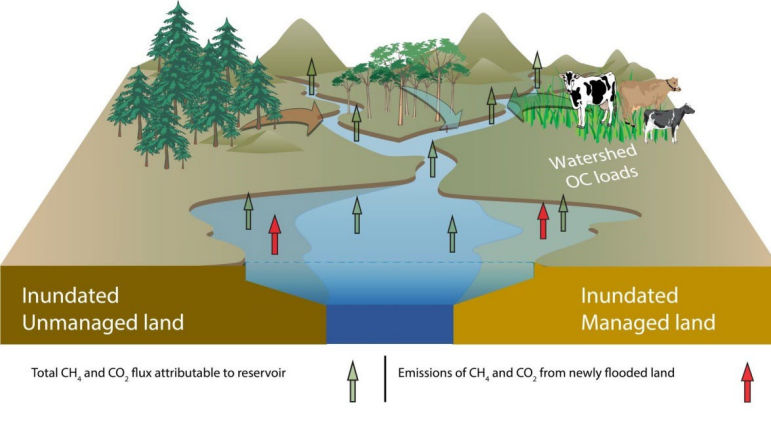 Watershed
OC loads
Inundated
Unmanaged land
Inundated
Managed land
Total CH₄ and CO₂ flux attributable to reservoir
Emissions of CH₄ and CO₂ from newly flooded land